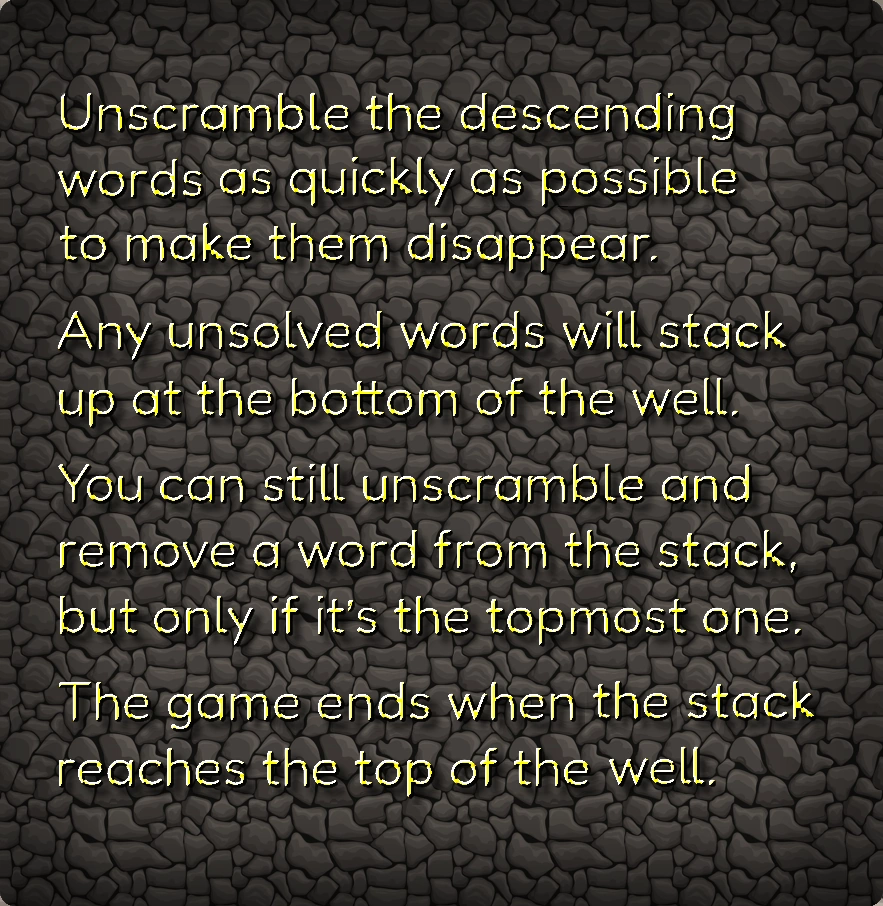 Unscramble the descending
words as quickly as possible
to make them disappear.
Any unsolved words will stack
up at the bottom of the well.
You can still unscramble and
remove a word from the stack,
but only if it's the topmost one.
The game ends when the stack
reaches the top of the well.